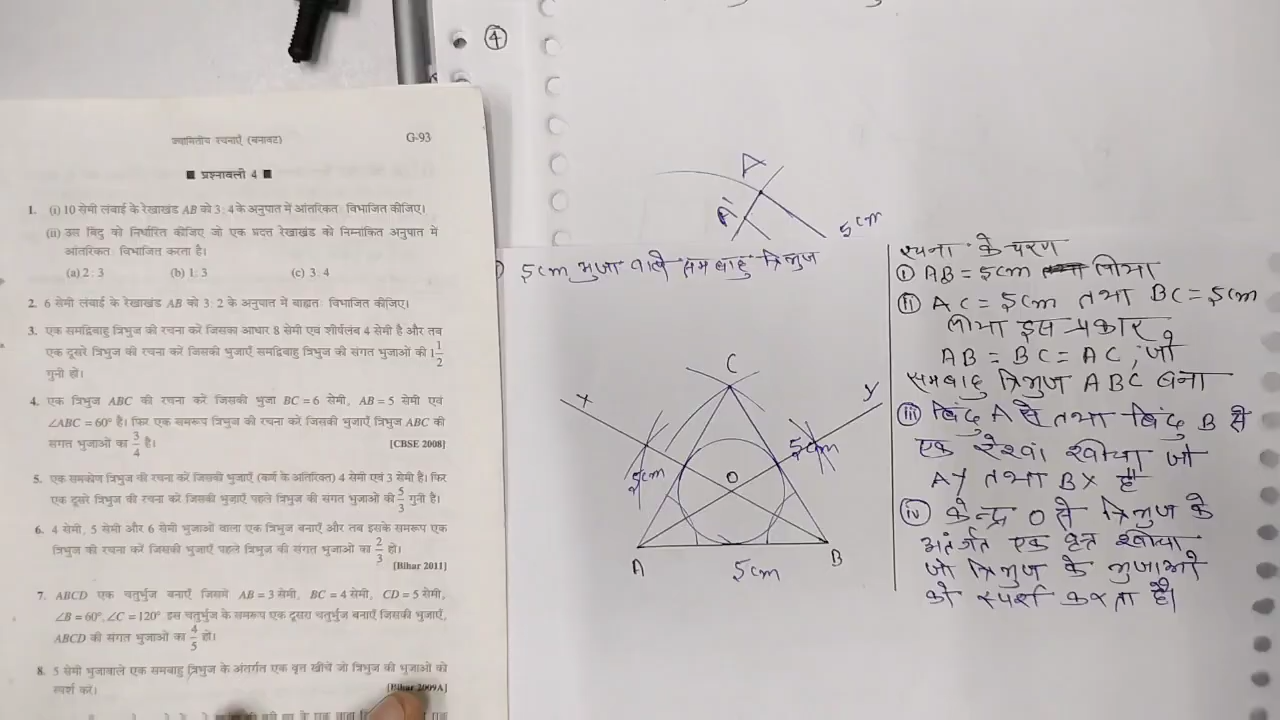 ज्यामितीय रचनाएँ (बनावट)
G-93
■ प्रश्नावली 4 ■
1. (i) 10 सेमी लंबाई के रेखाखंड AB को 3 : 4 के अनुपात में आंतरिकतः विभाजित कीजिए।
(ii) उस बिंदु को निर्धारित कीजिए जो एक प्रदत्त रेखाखंड को निम्नांकित अनुपात में
आंतरिकतः विभाजित करता है।
(a) 2 : 3 (b) 1 : 3 (c) 3 : 4
2. 6 सेमी लंबाई के रेखाखंड AB को 3 : 2 के अनुपात में बाह्यतः विभाजित कीजिए।
3. एक समद्विबाहु त्रिभुज की रचना करें जिसका आधार 8 सेमी एवं शीर्षलंब 4 सेमी है और तब
एक दूसरे त्रिभुज की रचना करें जिसकी भुजाएँ समद्विबाहु त्रिभुज की संगत भुजाओं की 1 1/2
गुनी हों।
4. एक त्रिभुज ABC की रचना करें जिसकी भुजा BC = 6 सेमी, AB = 5 सेमी एवं
∠ABC = 60° है। फिर एक समरूप त्रिभुज की रचना करें जिसकी भुजाएँ त्रिभुज ABC की
संगत भुजाओं का 3/4 है। [CBSE 2008]
5. एक समकोण त्रिभुज की रचना करें जिसकी भुजाएँ (कर्ण के अतिरिक्त) 4 सेमी एवं 3 सेमी है। फिर
एक दूसरे त्रिभुज की रचना करें जिसकी भुजाएँ पहले त्रिभुज की संगत भुजाओं की 5/3 गुनी है।
6. 4 सेमी, 5 सेमी और 6 सेमी भुजाओं वाला एक त्रिभुज बनाएँ और तब इसके समरूप एक
त्रिभुज की रचना करें जिसकी भुजाएँ पहले त्रिभुज की संगत भुजाओं का 2/3 हो।
[Bihar 2011]
7. ABCD एक चतुर्भुज बनाएँ जिसमें AB = 3 सेमी, BC = 4 सेमी, CD = 5 सेमी,
∠B = 60°, ∠C = 120° इस चतुर्भुज के समरूप एक दूसरा चतुर्भुज बनाएँ जिसकी भुजाएँ,
ABCD की संगत भुजाओं का 4/5 हों।
8. 5 सेमी भुजावाले एक समबाहु त्रिभुज के अंतर्गत एक वृत्त खींचे जो त्रिभुज की भुजाओं को
स्पर्श करें। [Bihar 2009A]
④
A
5cm
5cm भुजा वाले समबाहु त्रिभुज
C
x
y
5cm
5cm
O
A
B
5cm
रचना के चरण
① AB = 5cm लिया
ⅱ AC = 5cm तथा BC = 5cm
लिया इस प्रकार
AB = BC = AC, जो
समबाहु त्रिभुज ABC बना
ⅲ बिंदु A से तथा बिंदु B से
एक रेखा खींचा जो
AY तथा BX है
ⅳ केन्द्र O से त्रिभुज के
अंतर्गत एक वृत खींचा
जो त्रिभुज के भुजाओं
को स्पर्श करता है।